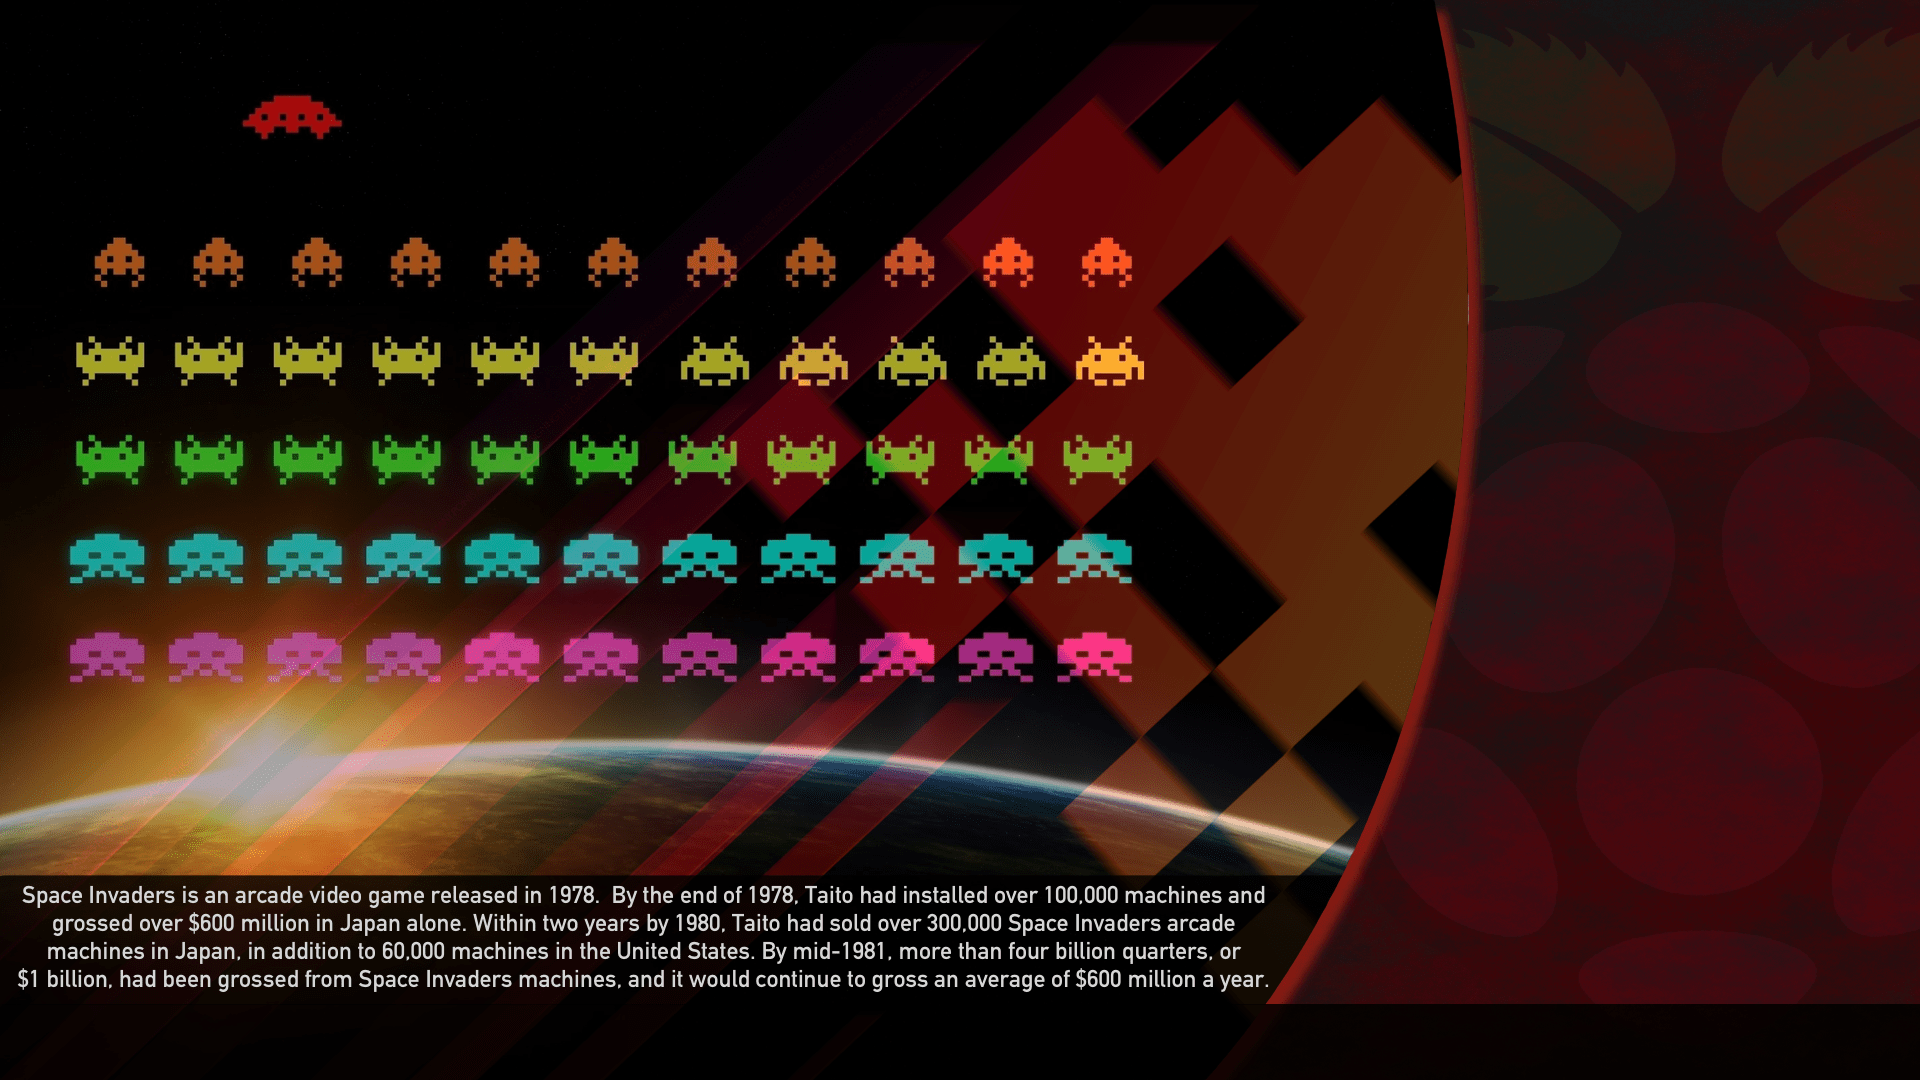 Space Invaders is an arcade video game released in 1978.  By the end of 1978, Taito had installed over 100,000 machines and
grossed over $600 million in Japan alone. Within two years by 1980, Taito had sold over 300,000 Space Invaders arcade
machines in Japan, in addition to 60,000 machines in the United States. By mid-1981, more than four billion quarters, or
$1 billion, had been grossed from Space Invaders machines, and it would continue to gross an average of $600 million a year.